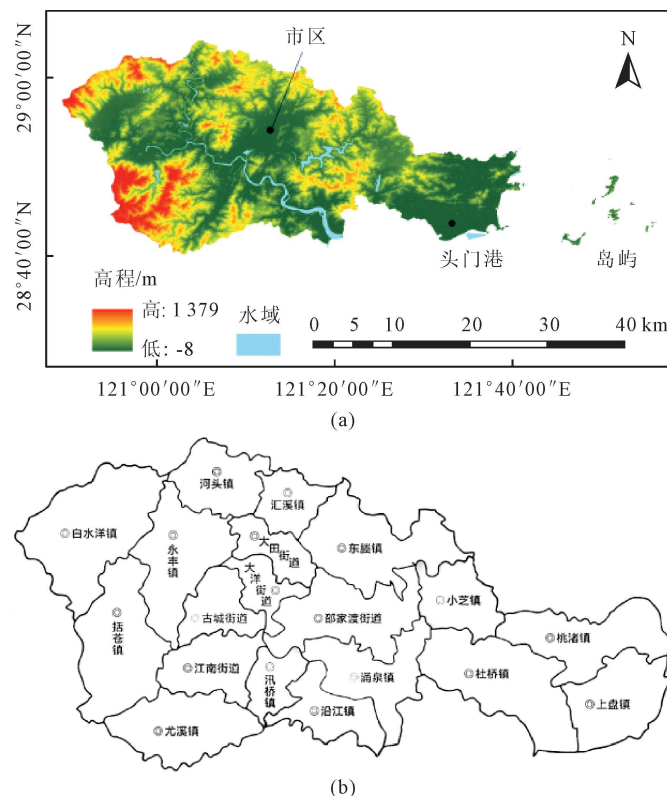 市区
N
29°00′00″N
28°40′00″N
头门港
岛屿
高程/m
高: 1 379
低: -8
水域
0 5 10 20 30 40 km
121°00′00″E
121°20′00″E
121°40′00″E
(a)
河头镇
汇溪镇
白水洋镇
永丰镇
大田街道
东塍镇
大洋街道
小芝镇
括苍镇
古城街道
邵家渡街道
桃渚镇
江南街道
汛桥镇
涌泉镇
杜桥镇
沿江镇
上盘镇
尤溪镇
(b)